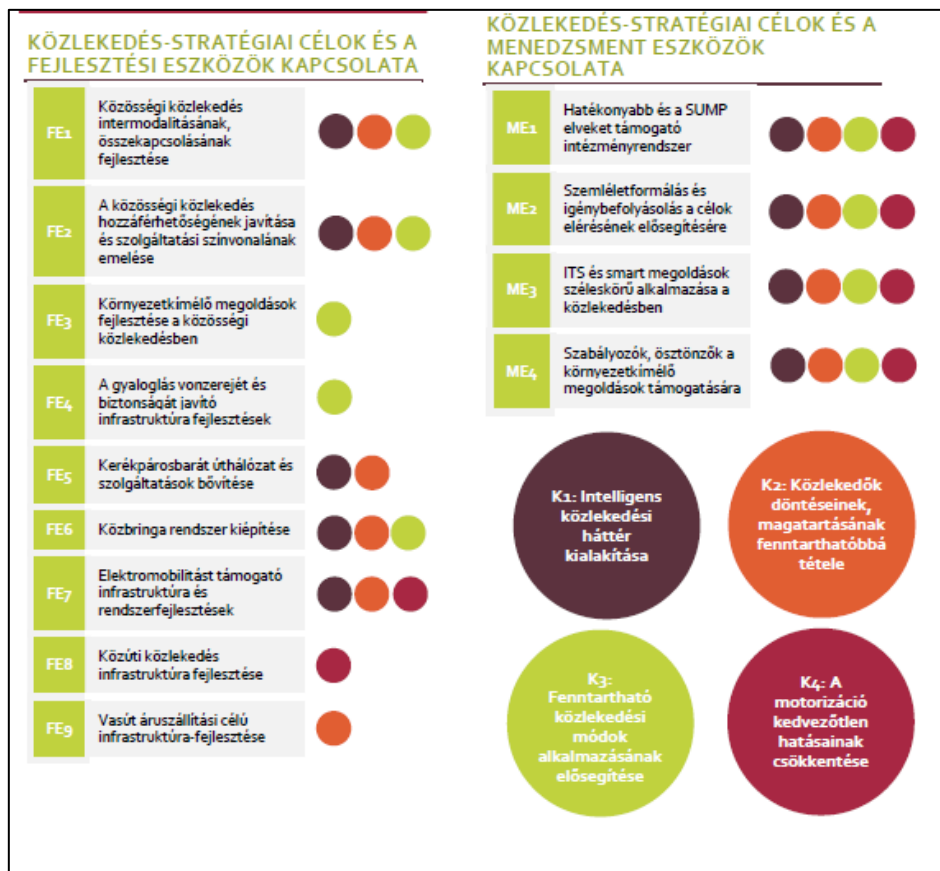 KÖZLEKEDÉS-STRATÉGIAI CÉLOK ÉS A
FEJLESZTÉSI ESZKÖZÖK KAPCSOLATA
FE1
Közösségi közlekedés
intermodalitásának,
összekapcsolásának
fejlesztése
FE2
A közösségi közlekedés
hozzáférhetőségének javítása
és szolgáltatási színvonalának
emelése
FE3
Környezetkímélő megoldások
fejlesztése a közösségi
közlekedésben
FE4
A gyaloglás vonzerejét és
biztonságát javító
infrastruktúra fejlesztések
FE5
Kerékpárosbarát úthálózat és
szolgáltatások bővítése
FE6
Közbringa rendszer kiépítése
FE7
Elektromobilitást támogató
infrastruktúra és
rendszerfejlesztések
FE8
Közúti közlekedés
infrastruktúra fejlesztése
FE9
Vasút áruszállítási célú
infrastruktúra-fejlesztése
KÖZLEKEDÉS-STRATÉGIAI CÉLOK ÉS A
MENEDZSMENT ESZKÖZÖK
KAPCSOLATA
ME1
Hatékonyabb és a SUMP
elveket támogató
intézményrendszer
ME2
Szemléletformálás és
igénybefolyásolás a célok
elérésének elősegítésére
ME3
ITS és smart megoldások
széleskörű alkalmazása a
közlekedésben
ME4
Szabályozók, ösztönzők a
környezetkímélő
megoldások támogatására
K1: Intelligens
közlekedési
háttér
kialakítása
K2: Közlekedők
döntéseinek,
magatartásának
fenntarthatóbbá
tétele
K3:
Fenntartható
közlekedési
módok
alkalmazásának
elősegítése
K4: A
motorizáció
kedvezőtlen
hatásainak
csökkentése